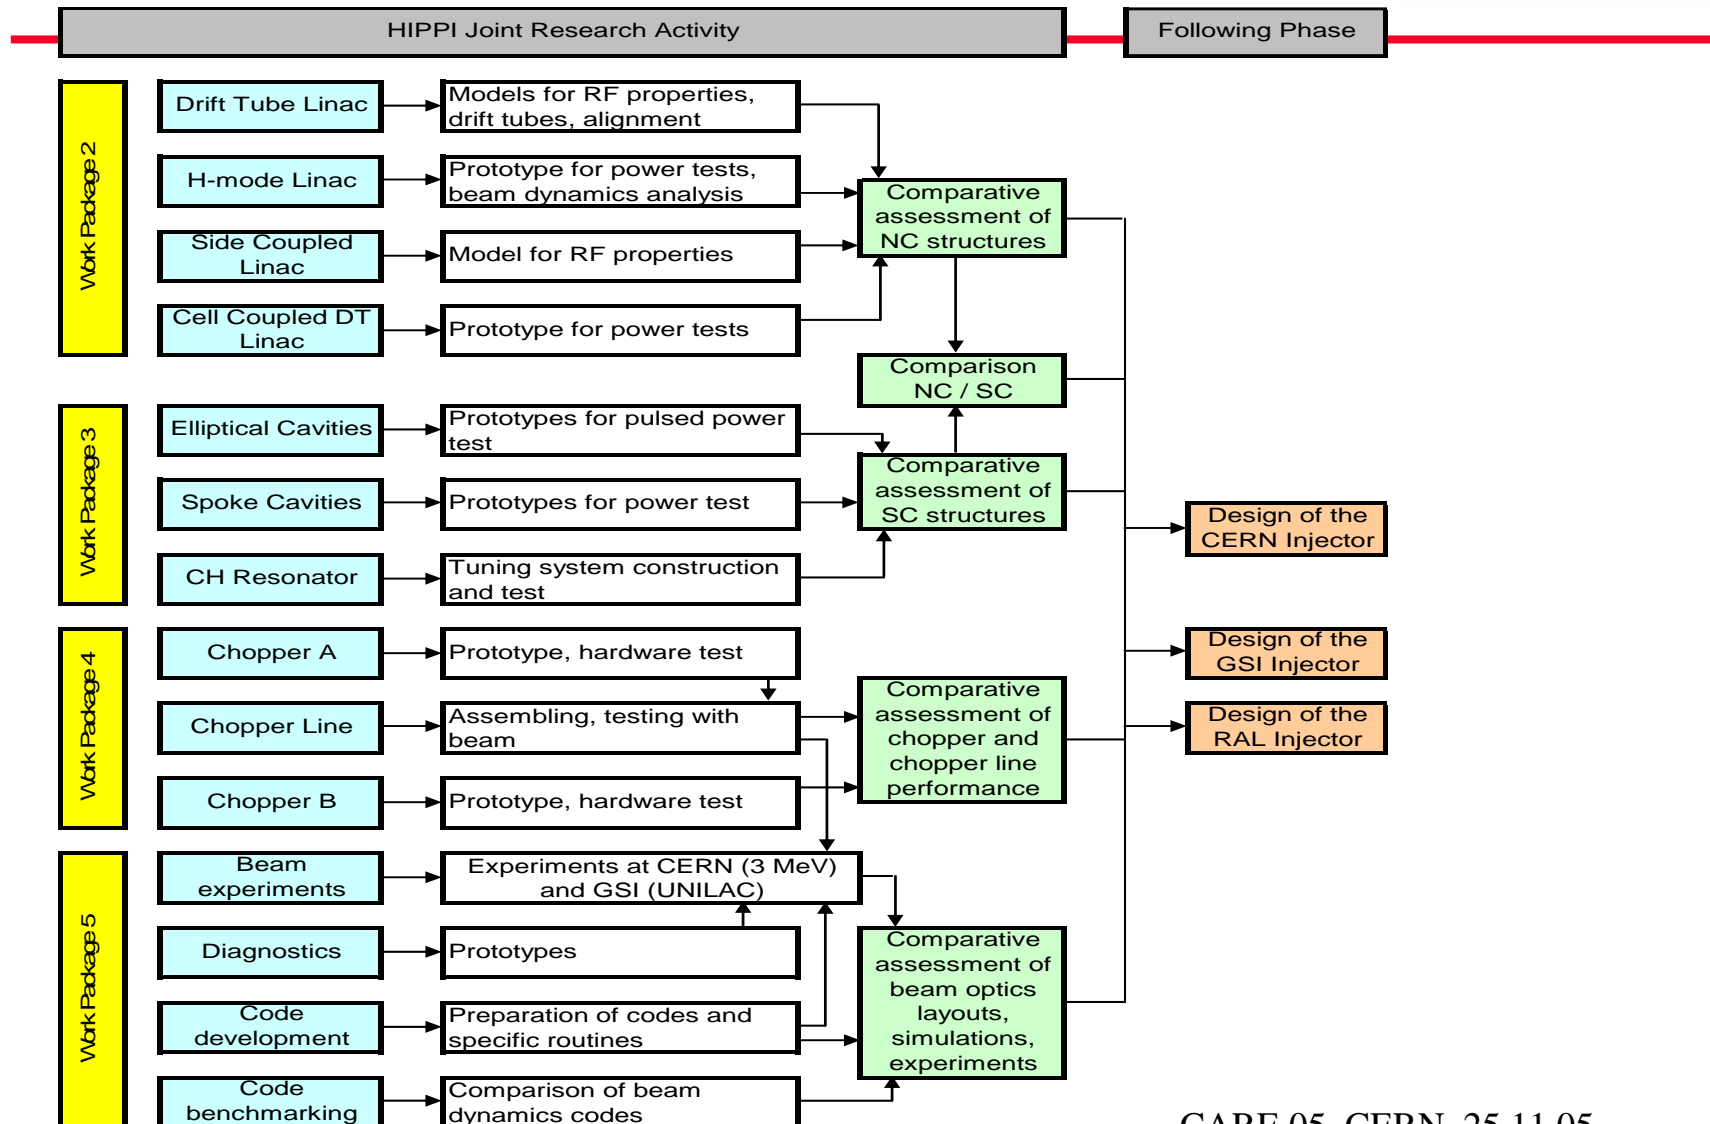 HIPPI Joint Research Activity
Following Phase
Work Package 2
Drift Tube Linac
Models for RF properties,
drift tubes, alignment
H-mode Linac
Prototype for power tests,
beam dynamics analysis
Side Coupled
Linac
Model for RF properties
Cell Coupled DT
Linac
Prototype for power tests
Comparative
assessment of
NC structures
Comparison
NC / SC
Work Package 3
Elliptical Cavities
Prototypes for pulsed power
test
Spoke Cavities
Prototypes for power test
CH Resonator
Tuning system construction
and test
Comparative
assessment of
SC structures
Design of the
CERN Injector
Work Package 4
Chopper A
Prototype, hardware test
Chopper Line
Assembling, testing with
beam
Chopper B
Prototype, hardware test
Comparative
assessment of
chopper and
chopper line
performance
Design of the
GSI Injector
Design of the
RAL Injector
Work Package 5
Beam
experiments
Experiments at CERN (3 MeV)
and GSI (UNILAC)
Diagnostics
Prototypes
Code
development
Preparation of codes and
specific routines
Code
benchmarking
Comparison of beam
dynamics codes
Comparative
assessment of
beam optics
layouts,
simulations,
experiments
CARE 05, CERN, 25.11.05